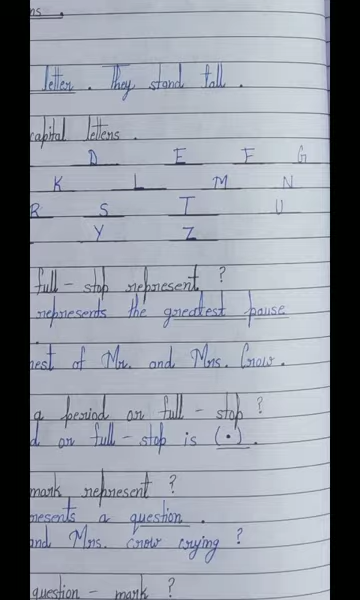 ns.
letter. They stand tall.
capital letters.
D E F G
K L M N
R S T U
Y Z
full-stop represent?
represents the greatest pause
nest of Mr. and Mrs. Crow.
a period or full-stop?
d or full-stop is (.).
mark represent?
resents a question.
and Mrs. Crow crying?
question-mark?